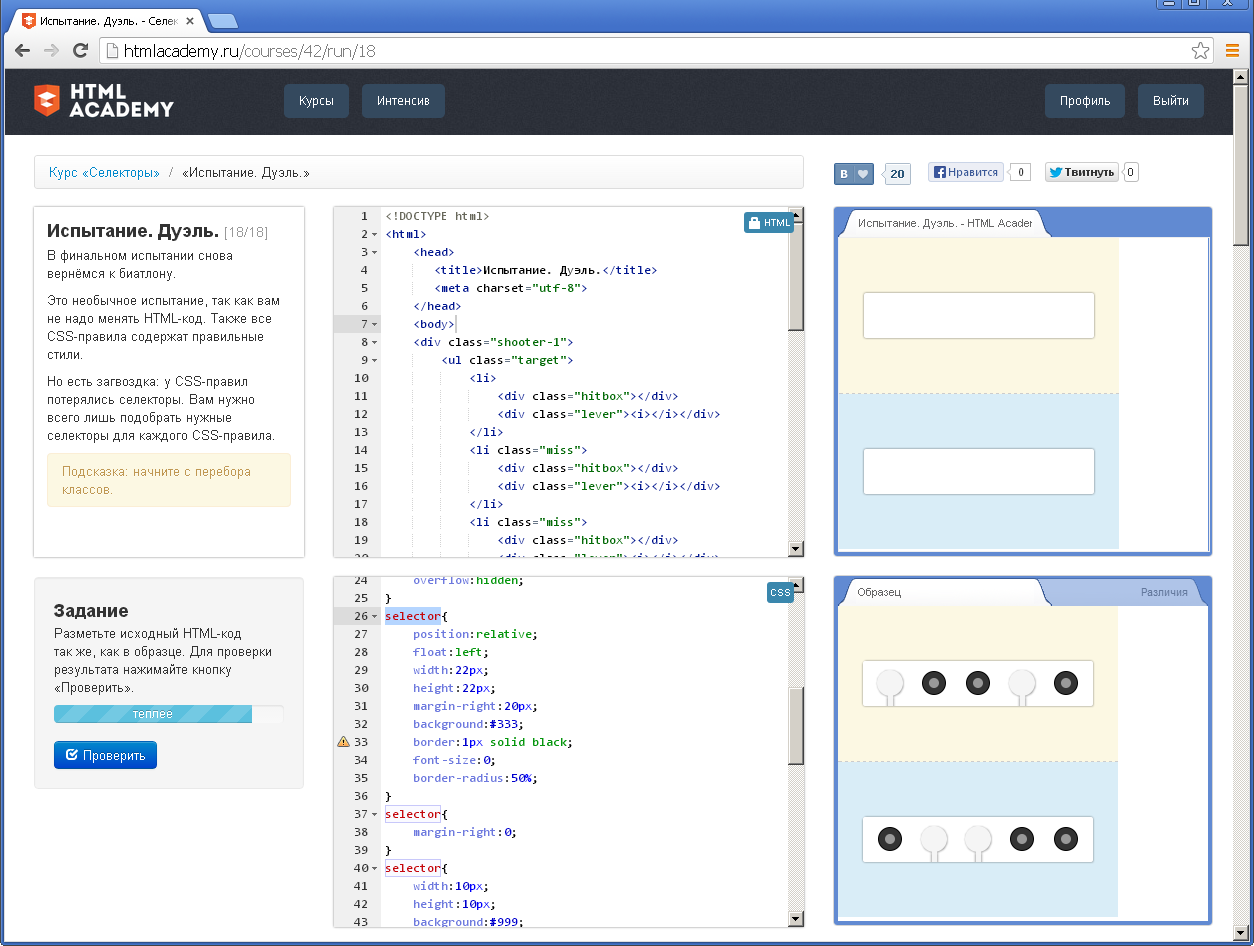 Испытание. Дуэль. - Селек
htmlacademy.ru/courses/42/run/18
HTML
ACADEMY
Курсы
Интенсив
Профиль
Выйти
Курс «Селекторы» / «Испытание. Дуэль.»
В
20
Нравится
0
Твитнуть
0
Испытание. Дуэль. [18/18]
В финальном испытании снова
вернёмся к биатлону.
Это необычное испытание, так как вам
не надо менять HTML-код. Также все
CSS-правила содержат правильные
стили.
Но есть загвоздка: у CSS-правил
потерялись селекторы. Вам нужно
всего лишь подобрать нужные
селекторы для каждого CSS-правила.
Подсказка: начните с перебора
классов.
HTML
1 <!DOCTYPE html>
2 <html>
3 <head>
4 <title>Испытание. Дуэль.</title>
5 <meta charset="utf-8">
6 </head>
7 <body>
8 <div class="shooter-1">
9 <ul class="target">
10 <li>
11 <div class="hitbox"></div>
12 <div class="lever"><i></i></div>
13 </li>
14 <li class="miss">
15 <div class="hitbox"></div>
16 <div class="lever"><i></i></div>
17 </li>
18 <li class="miss">
19 <div class="hitbox"></div>
20 <div class="lever"><i></i></div>
Испытание. Дуэль. - HTML Academ
Задание
Разметьте исходный HTML-код
так же, как в образце. Для проверки
результата нажимайте кнопку
«Проверить».
теплее
Проверить
CSS
24 overflow:hidden;
25 }
26 selector{
27 position:relative;
28 float:left;
29 width:22px;
30 height:22px;
31 margin-right:20px;
32 background:#333;
33 border:1px solid black;
34 font-size:0;
35 border-radius:50%;
36 }
37 selector{
38 margin-right:0;
39 }
40 selector{
41 width:10px;
42 height:10px;
43 background:#999;
Образец
Различия